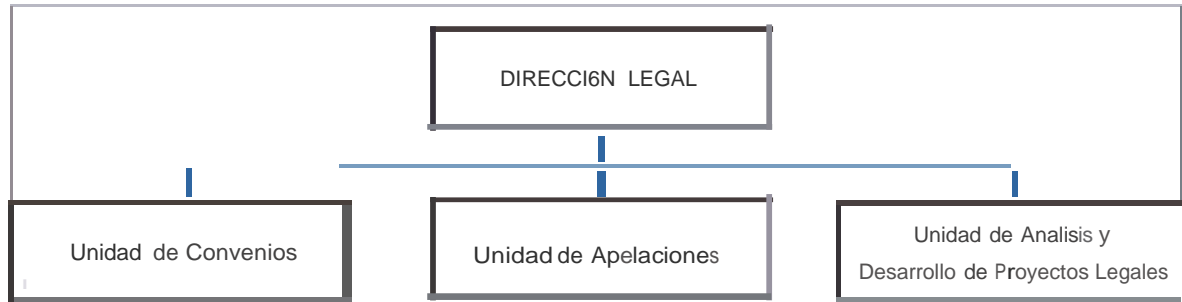 DIRECCI6N LEGAL
Unidad de Convenios
Unidad de Apelaciones
Unidad de Analisis y
Desarrollo de Proyectos Legales